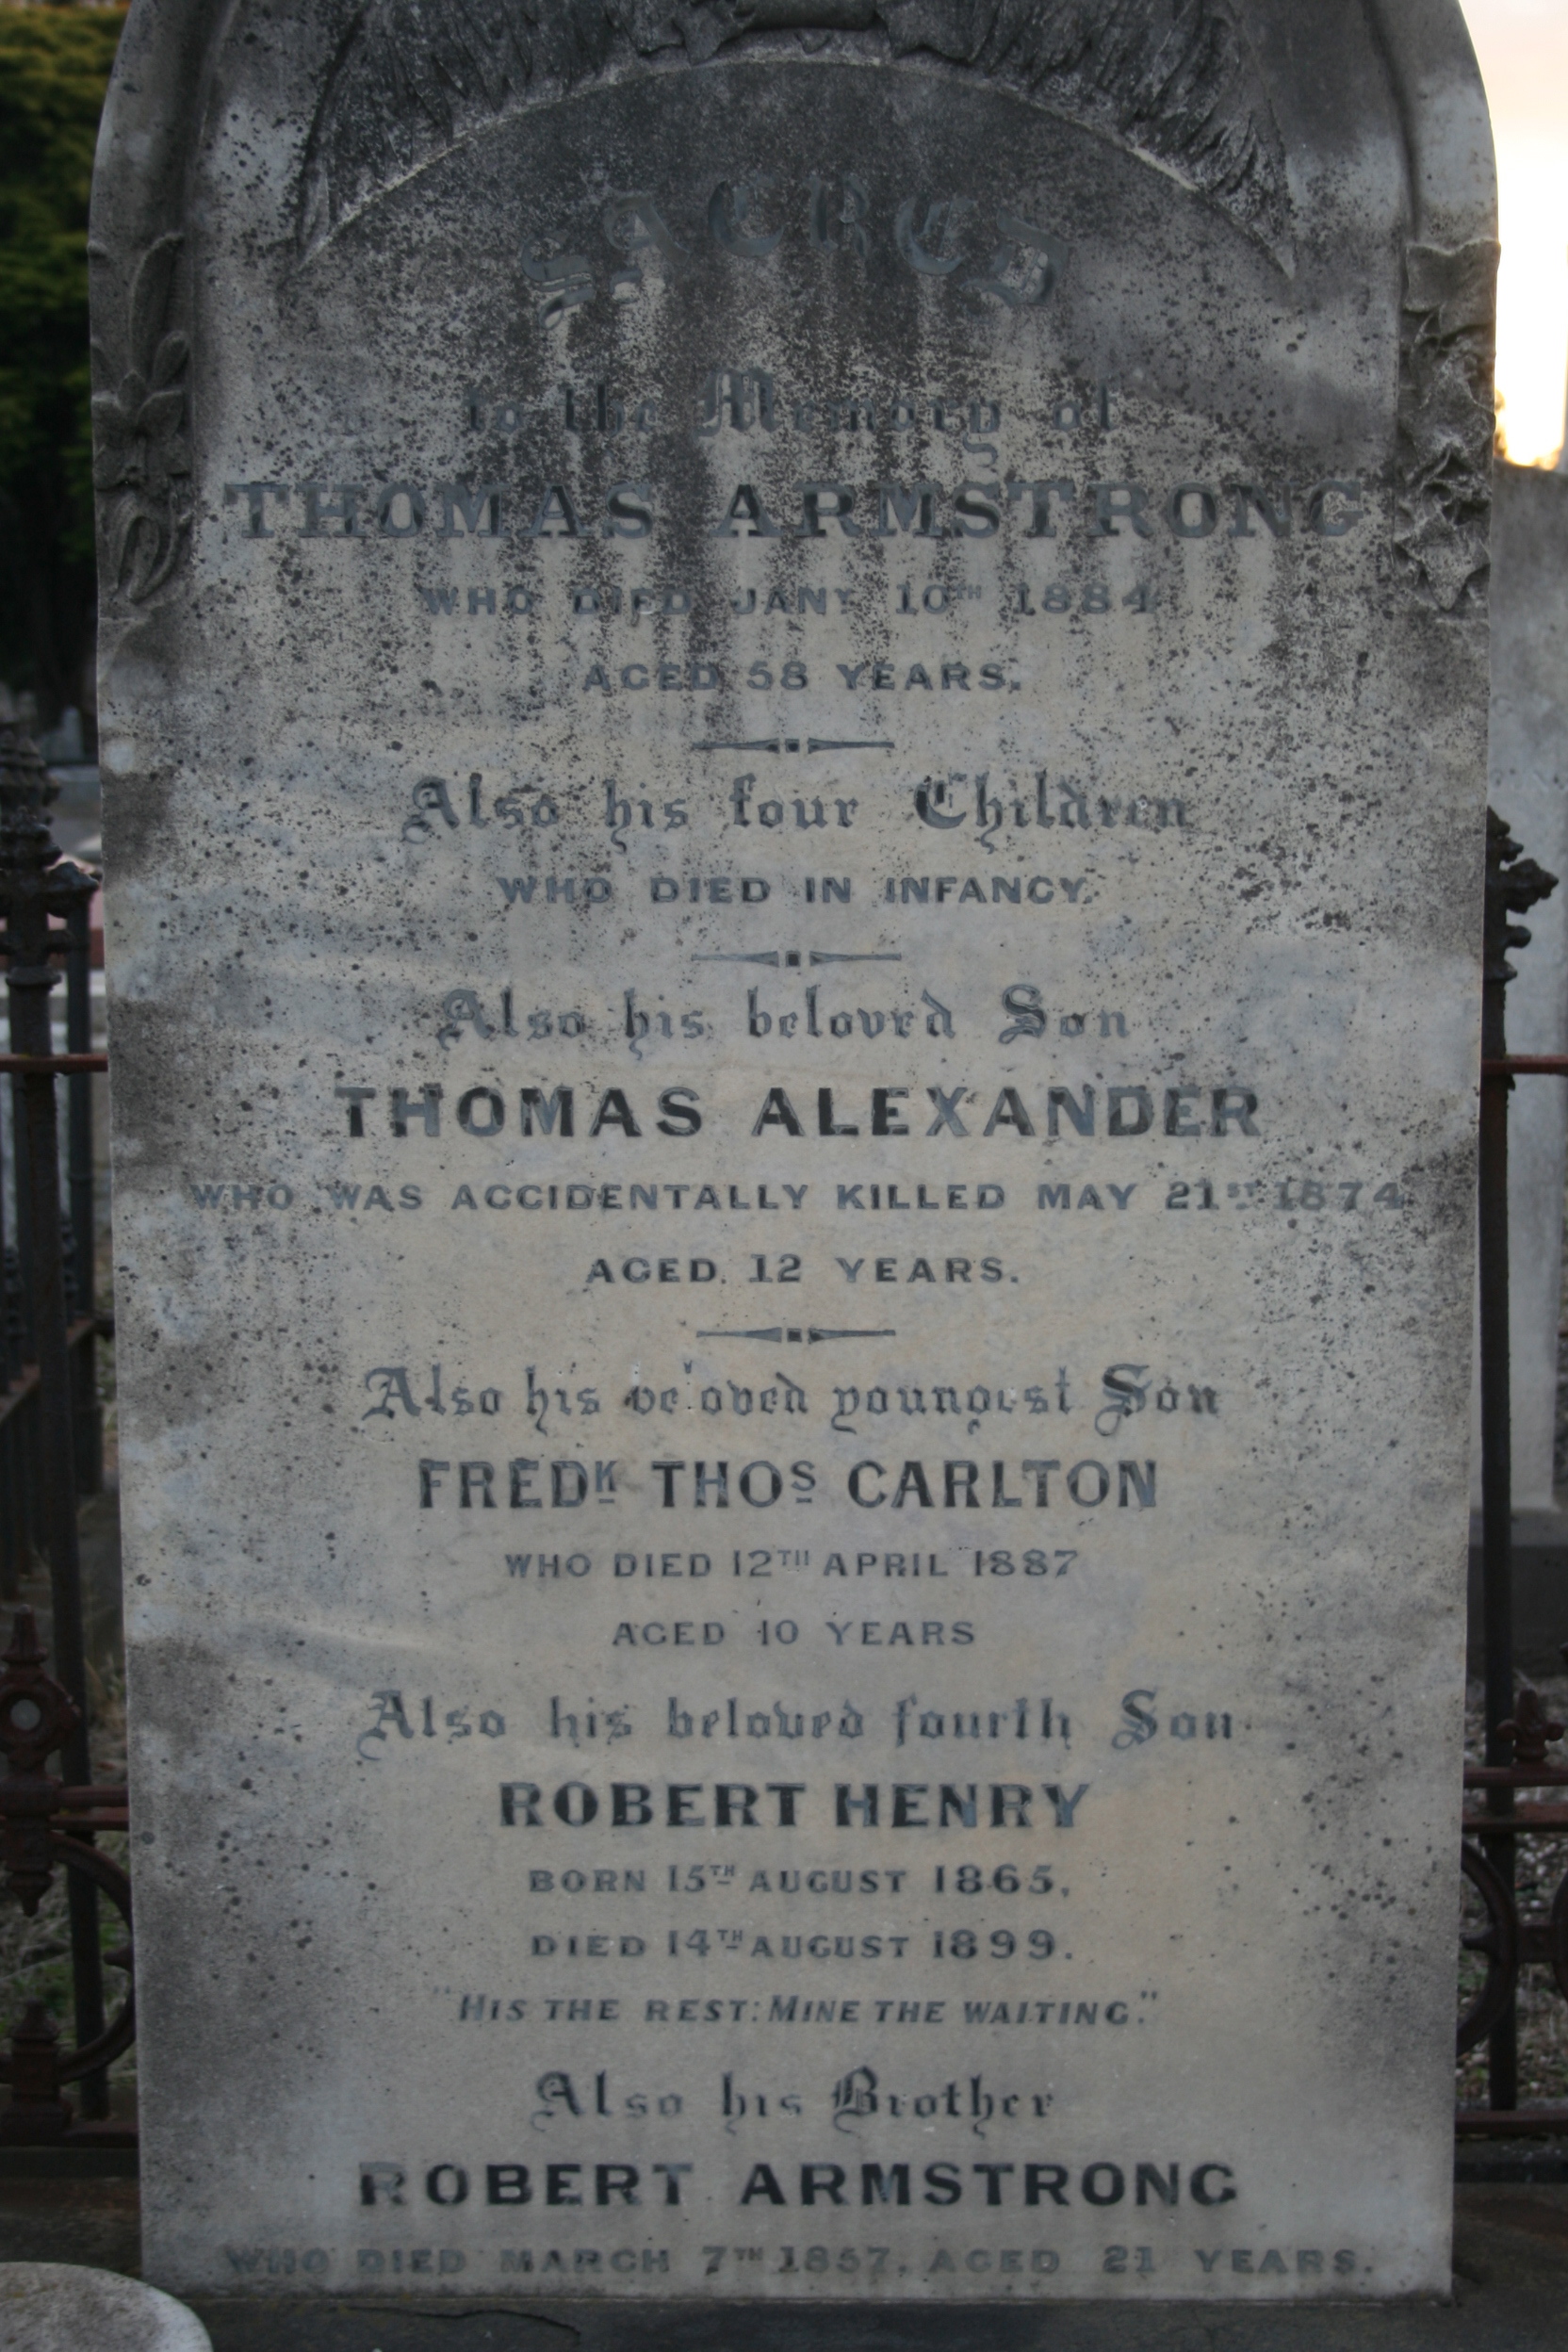 SACRED
to the Memory of
THOMAS ARMSTRONG
WHO DIED JANY 10TH 1884
AGED 58 YEARS.
Also his four Children
WHO DIED IN INFANCY.
Also his beloved Son
THOMAS ALEXANDER
WHO WAS ACCIDENTALLY KILLED MAY 21ST 1874
AGED 12 YEARS.
Also his beloved youngest Son
FREDK THOS CARLTON
WHO DIED 12TH APRIL 1887
AGED 10 YEARS
Also his beloved fourth Son
ROBERT HENRY
BORN 15TH AUGUST 1865,
DIED 14TH AUGUST 1899.
"HIS THE REST: MINE THE WAITING."
Also his Brother
ROBERT ARMSTRONG
WHO DIED MARCH 7TH 1857, AGED 21 YEARS.